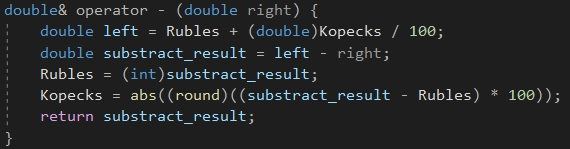 double& operator - (double right) {
double left = Rubles + (double)Kopecks / 100;
double substract_result = left - right;
Rubles = (int)substract_result;
Kopecks = abs((round)((substract_result - Rubles) * 100));
return substract_result;
}